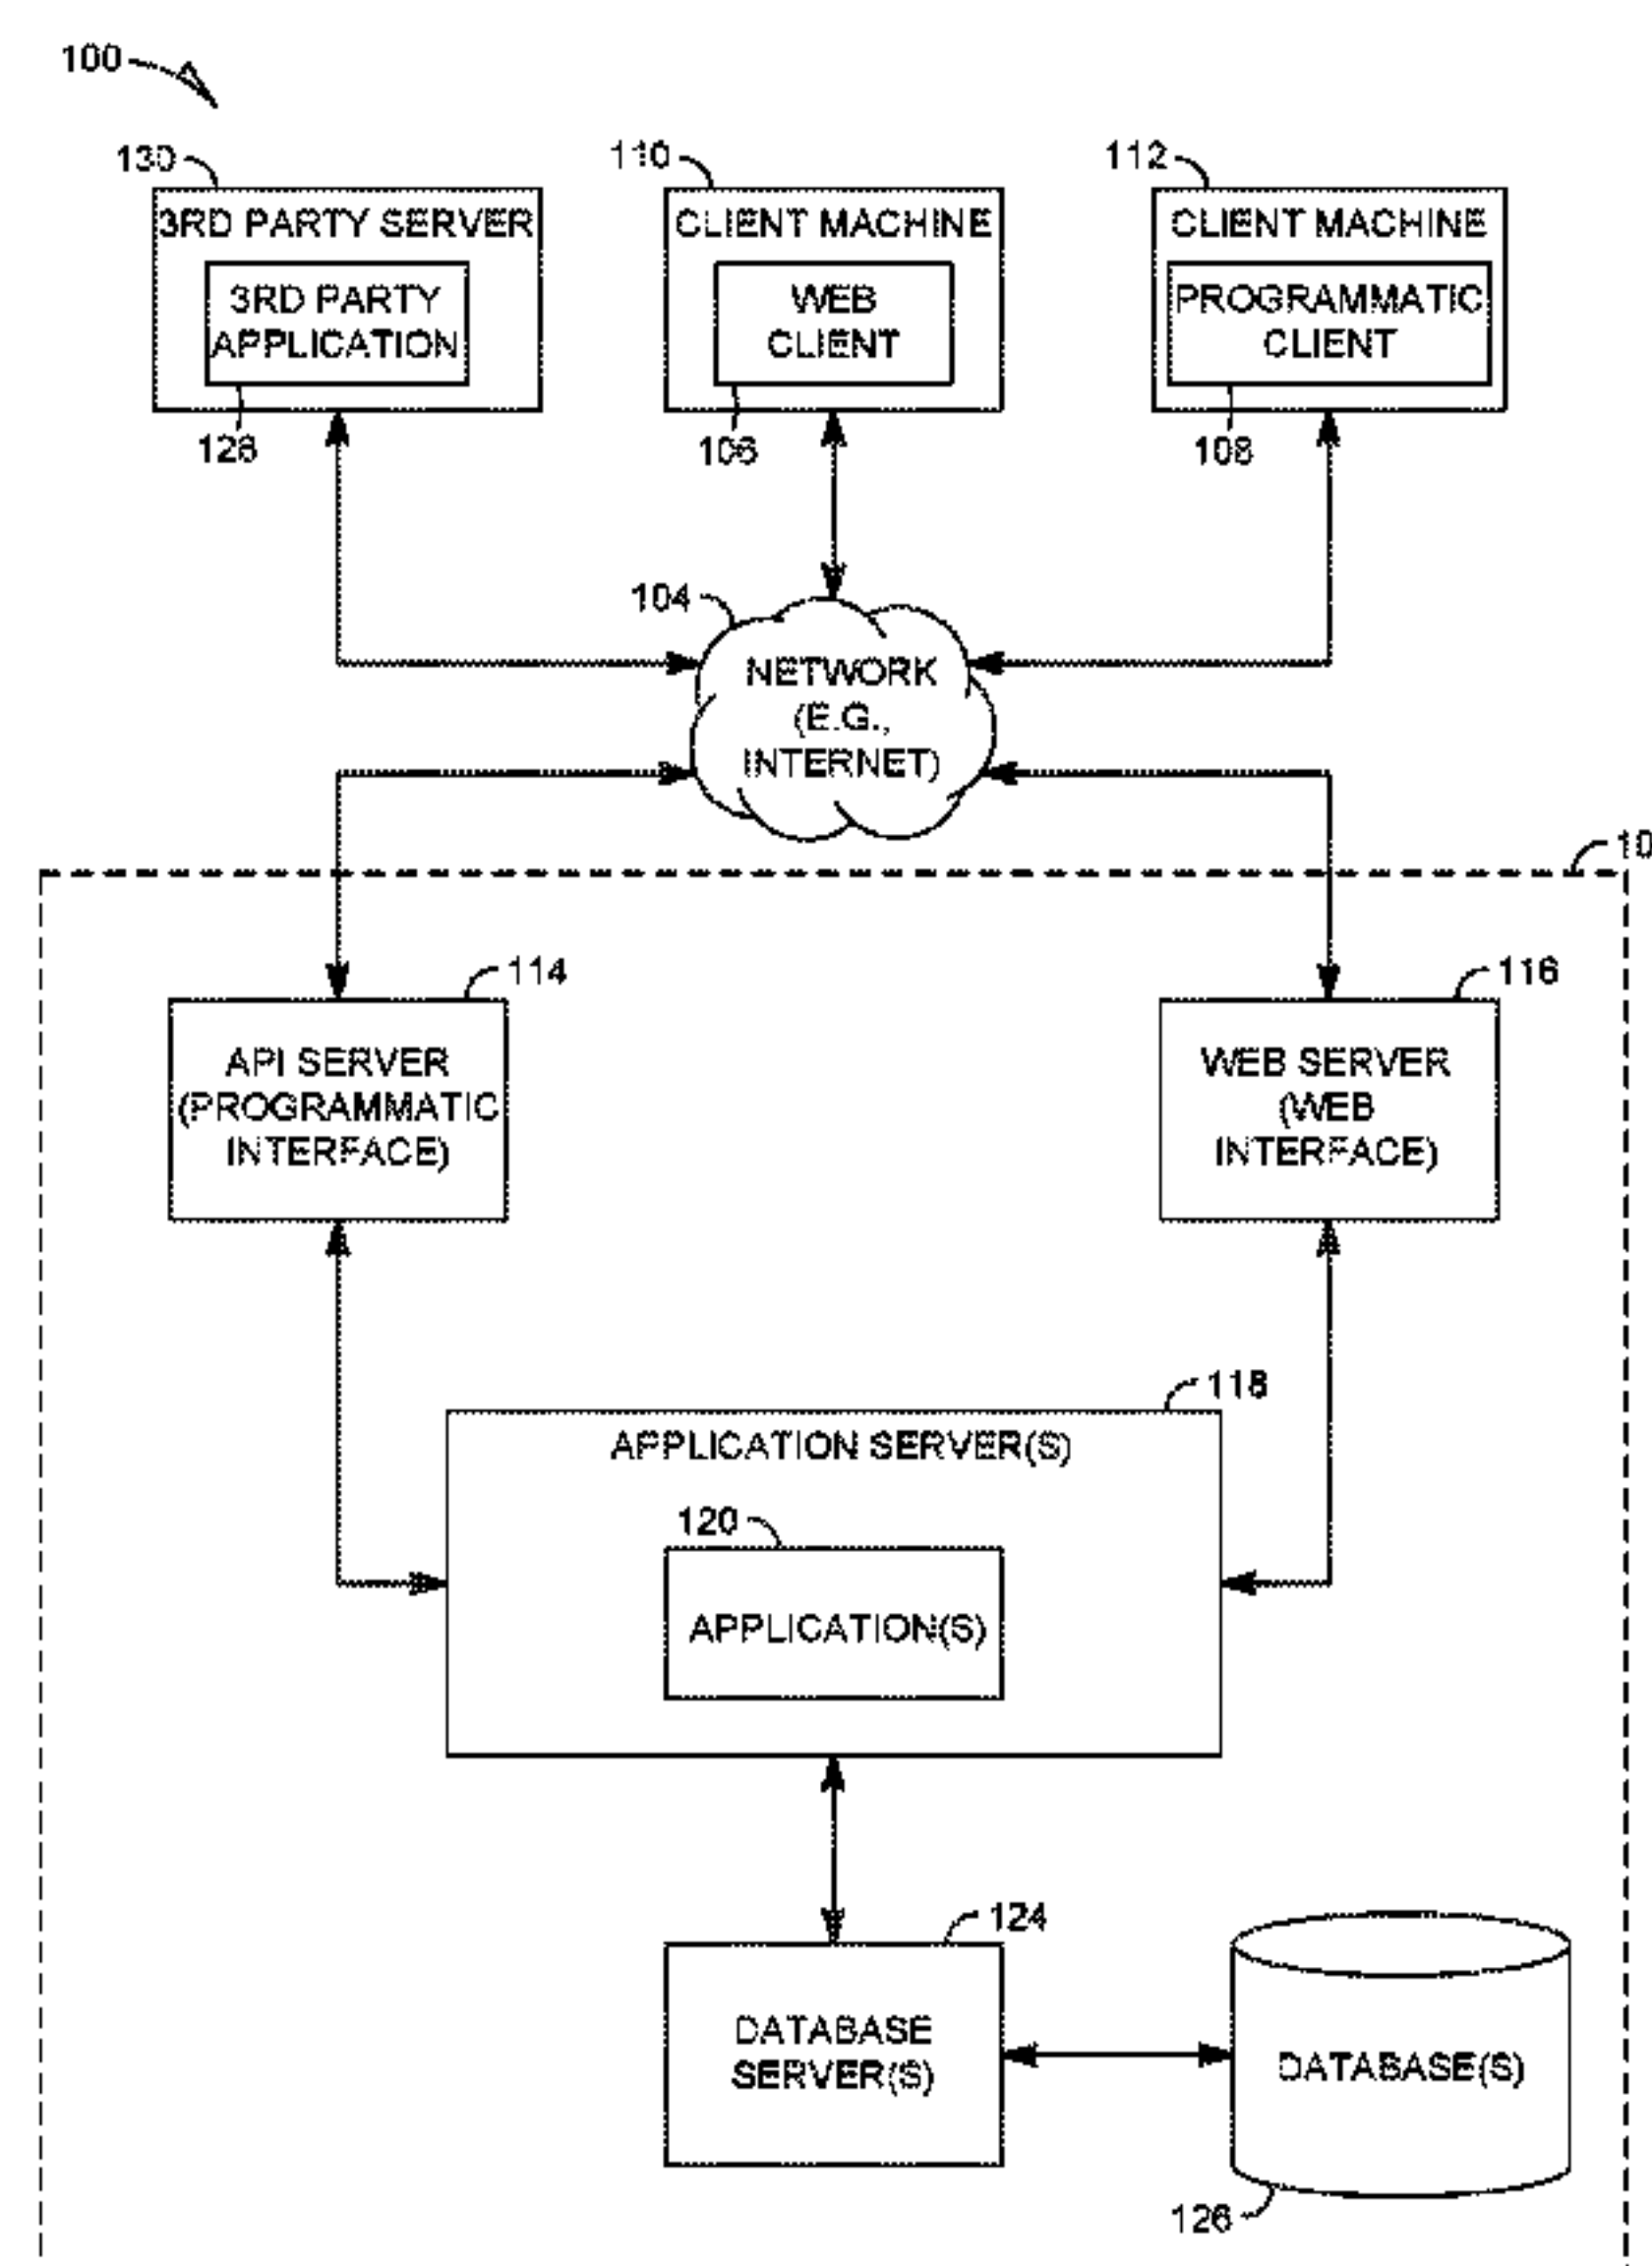 100
130
110
112
3RD PARTY SERVER
CLIENT MACHINE
CLIENT MACHINE
3RD PARTY
APPLICATION
WEB
CLIENT
PROGRAMMATIC
CLIENT
128
106
108
104
NETWORK
(E.G.,
INTERNET)
10
114
116
API SERVER
(PROGRAMMATIC
INTERFACE)
WEB SERVER
(WEB
INTERFACE)
118
APPLICATION SERVER(S)
120
APPLICATION(S)
124
DATABASE
SERVER(S)
DATABASE(S)
126